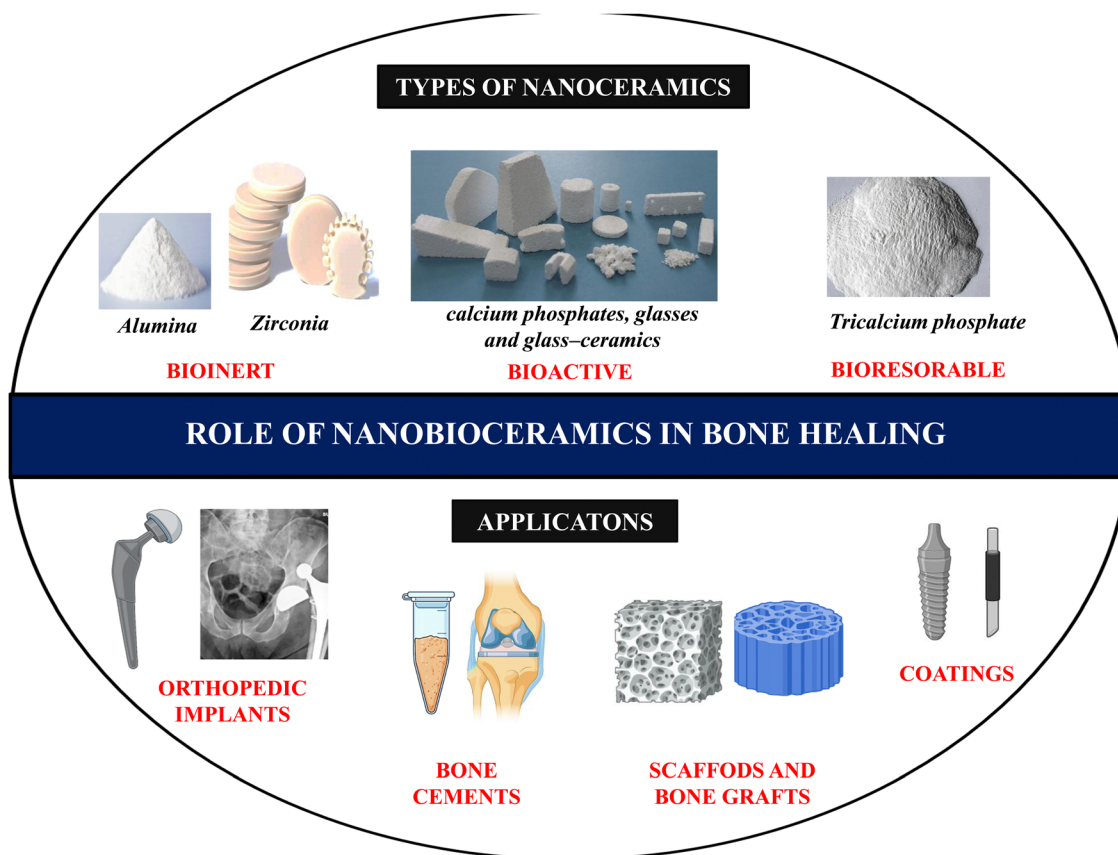 TYPES OF NANOCERAMICS
Alumina
Zirconia
BIOINERT
calcium phosphates, glasses
and glass–ceramics
BIOACTIVE
Tricalcium phosphate
BIORESORABLE
ROLE OF NANOBIOCERAMICS IN BONE HEALING
APPLICATONS
ORTHOPEDIC
IMPLANTS
BONE
CEMENTS
SCAFFODS AND
BONE GRAFTS
COATINGS